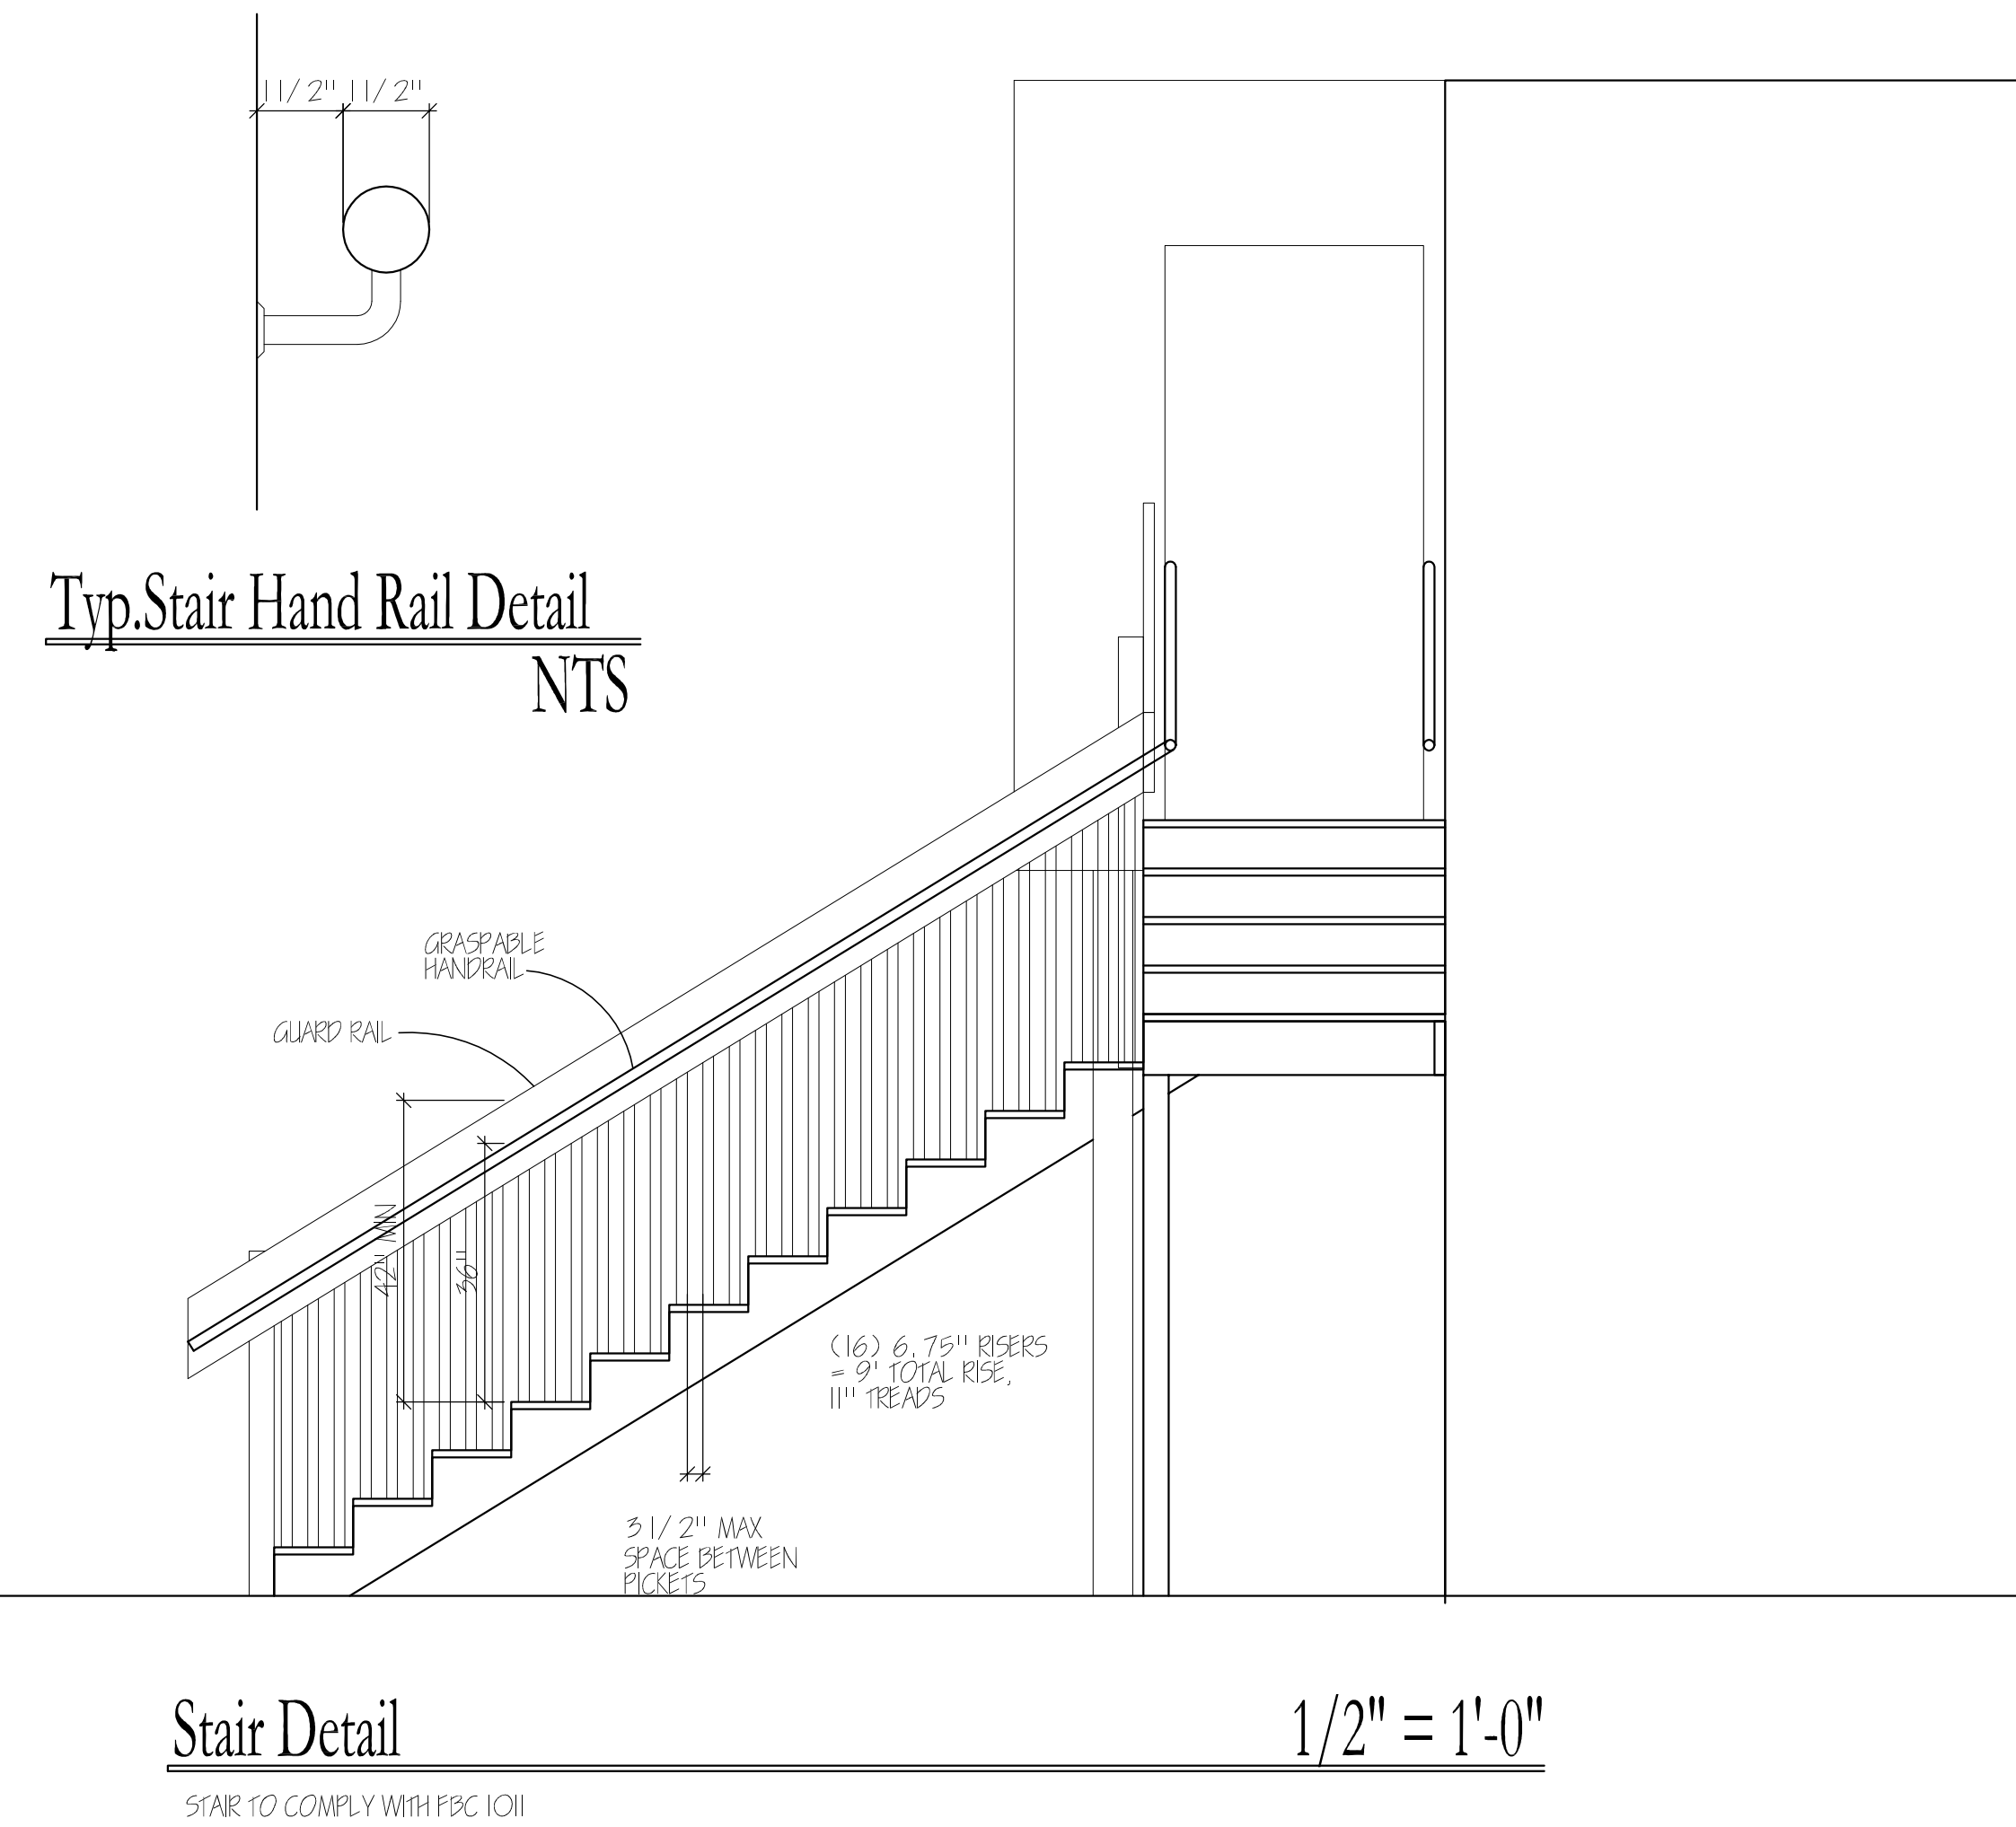 1 1/2" 1 1/2"
Typ.Stair Hand Rail Detail
NTS
GRASPABLE
HANDRAIL
GUARD RAIL
42" MIN
36"
(16) 6.75" RISERS
= 9' TOTAL RISE,
11" TREADS
3 1/2" MAX
SPACE BETWEEN
PICKETS
Stair Detail 1/2" = 1'-0"
STAIR TO COMPLY WITH FBC 1011